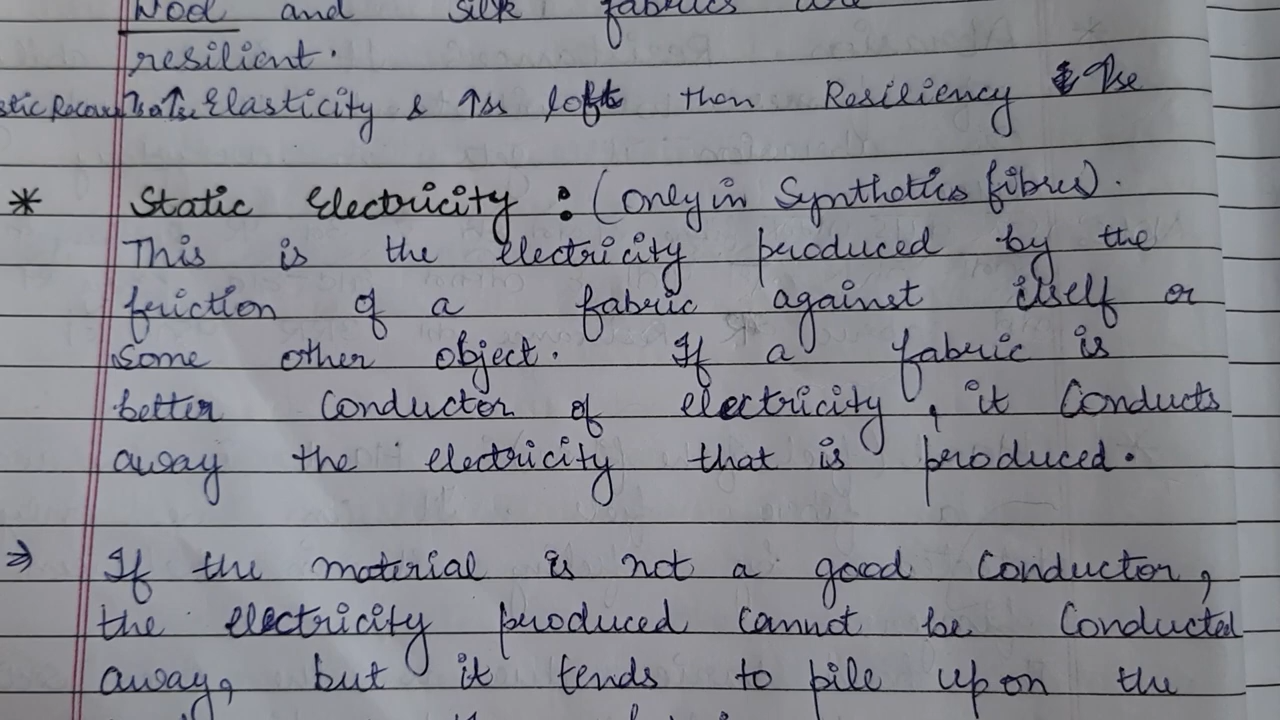 Wool and silk fabrics are
resilient.
Elasticity & ↑se loft then Resiliency ↑se
* Static Electricity : (only in Synthetics fibres).
This is the electricity produced by the
friction of a fabric against itself or
some other object. If a fabric is
better conductor of electricity, it conducts
away the electricity that is produced.
⇒ If the material is not a good conductor,
the electricity produced cannot be conducted
away, but it tends to pile up on the